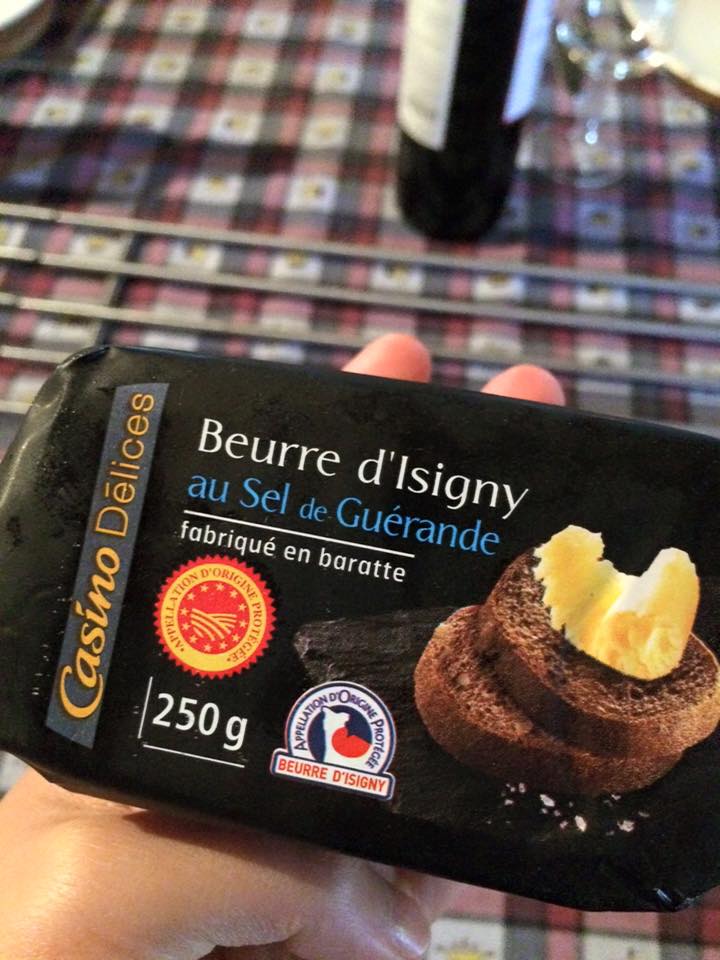 Casino Délices
Beurre d'Isigny
au Sel de Guérande
fabriqué en baratte
APPELLATION D'ORIGINE PROTÉGÉE
250 g
APPELLATION D'ORIGINE PROTÉGÉE
BEURRE D'ISIGNY